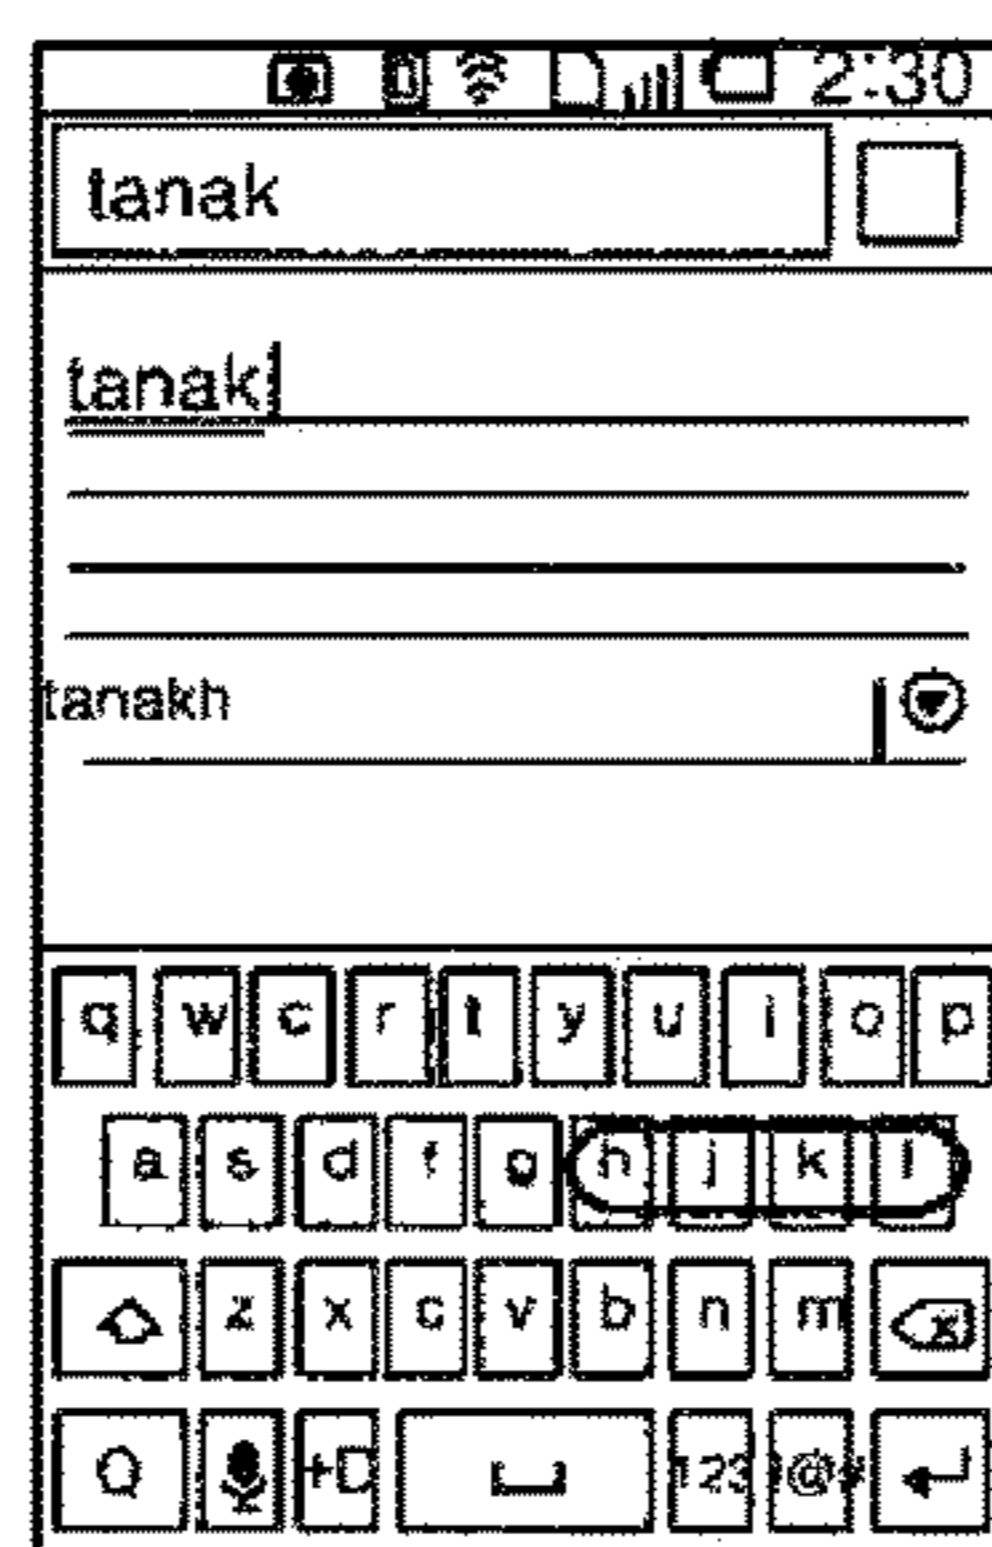 2:30
tanak
tanak
tanakh
q w c r t y u i o p
a s d f g h j k l
z x c v b n m x
123 @